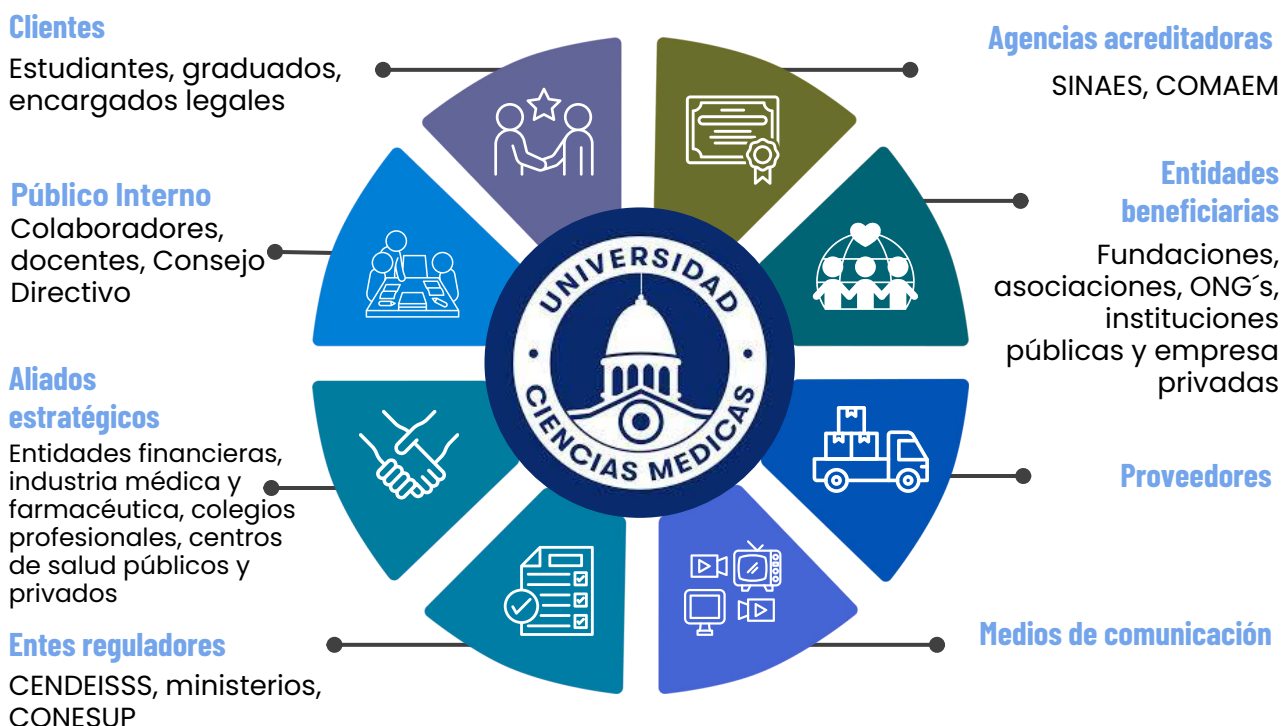 Clientes
Estudiantes, graduados,
encargados legales
Público Interno
Colaboradores,
docentes, Consejo
Directivo
Aliados
estratégicos
Entidades financieras,
industria médica y
farmacéutica, colegios
profesionales, centros
de salud públicos y
privados
Entes reguladores
CENDEISSS, ministerios,
CONESUP
UNIVERSIDAD
CIENCIAS MEDICAS
Agencias acreditadoras
SINAES, COMAEM
Entidades
beneficiarias
Fundaciones,
asociaciones, ONG´s,
instituciones
públicas y empresa
privadas
Proveedores
Medios de comunicación